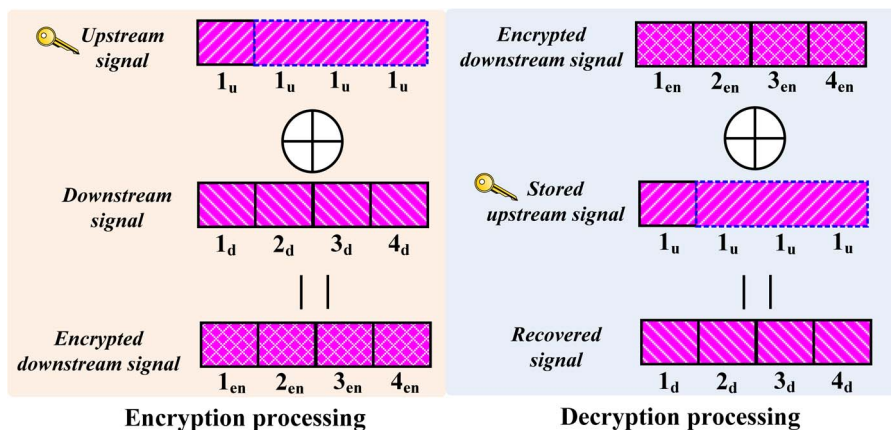 Upstream
signal
1u 1u 1u 1u
Downstream
signal
1d 2d 3d 4d
Encrypted
downstream signal
1en 2en 3en 4en
Encryption processing
Encrypted
downstream signal
1en 2en 3en 4en
Stored
upstream signal
1u 1u 1u 1u
Recovered
signal
1d 2d 3d 4d
Decryption processing